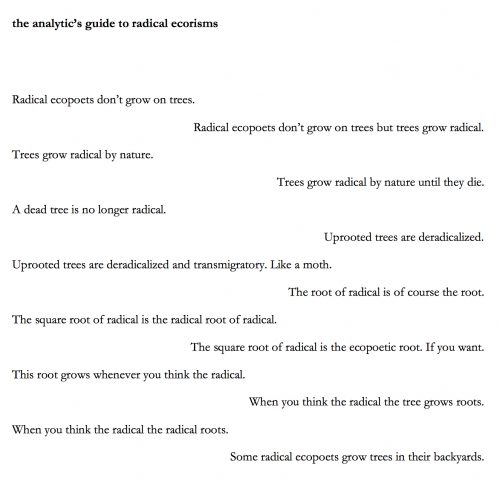 the analytic’s guide to radical ecorisms
Radical ecopoets don’t grow on trees.
Radical ecopoets don’t grow on trees but trees grow radical.
Trees grow radical by nature.
Trees grow radical by nature until they die.
A dead tree is no longer radical.
Uprooted trees are deradicalized.
Uprooted trees are deradicalized and transmigratory. Like a moth.
The root of radical is of course the root.
The square root of radical is the radical root of radical.
The square root of radical is the ecopoetic root. If you want.
This root grows whenever you think the radical.
When you think the radical the tree grows roots.
When you think the radical the radical roots.
Some radical ecopoets grow trees in their backyards.